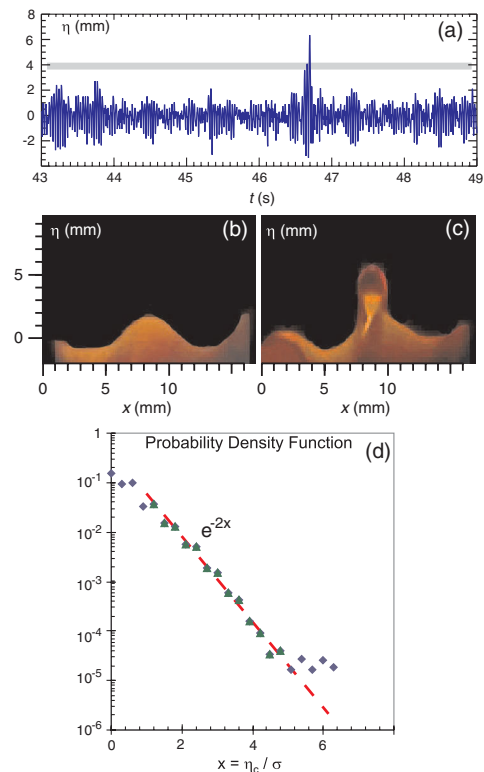 η (mm)
(a)
8
6
4
2
0
-2
43 44 45 46 47 48 49
t (s)
η (mm)
(b)
η (mm)
(c)
5
0
0 5 10
0 5 10
x (mm)
x (mm)
Probability Density Function
(d)
1
10⁻¹
10⁻²
10⁻³
10⁻⁴
10⁻⁵
10⁻⁶
e⁻²ˣ
0 2 4 6
x = η_c / σ